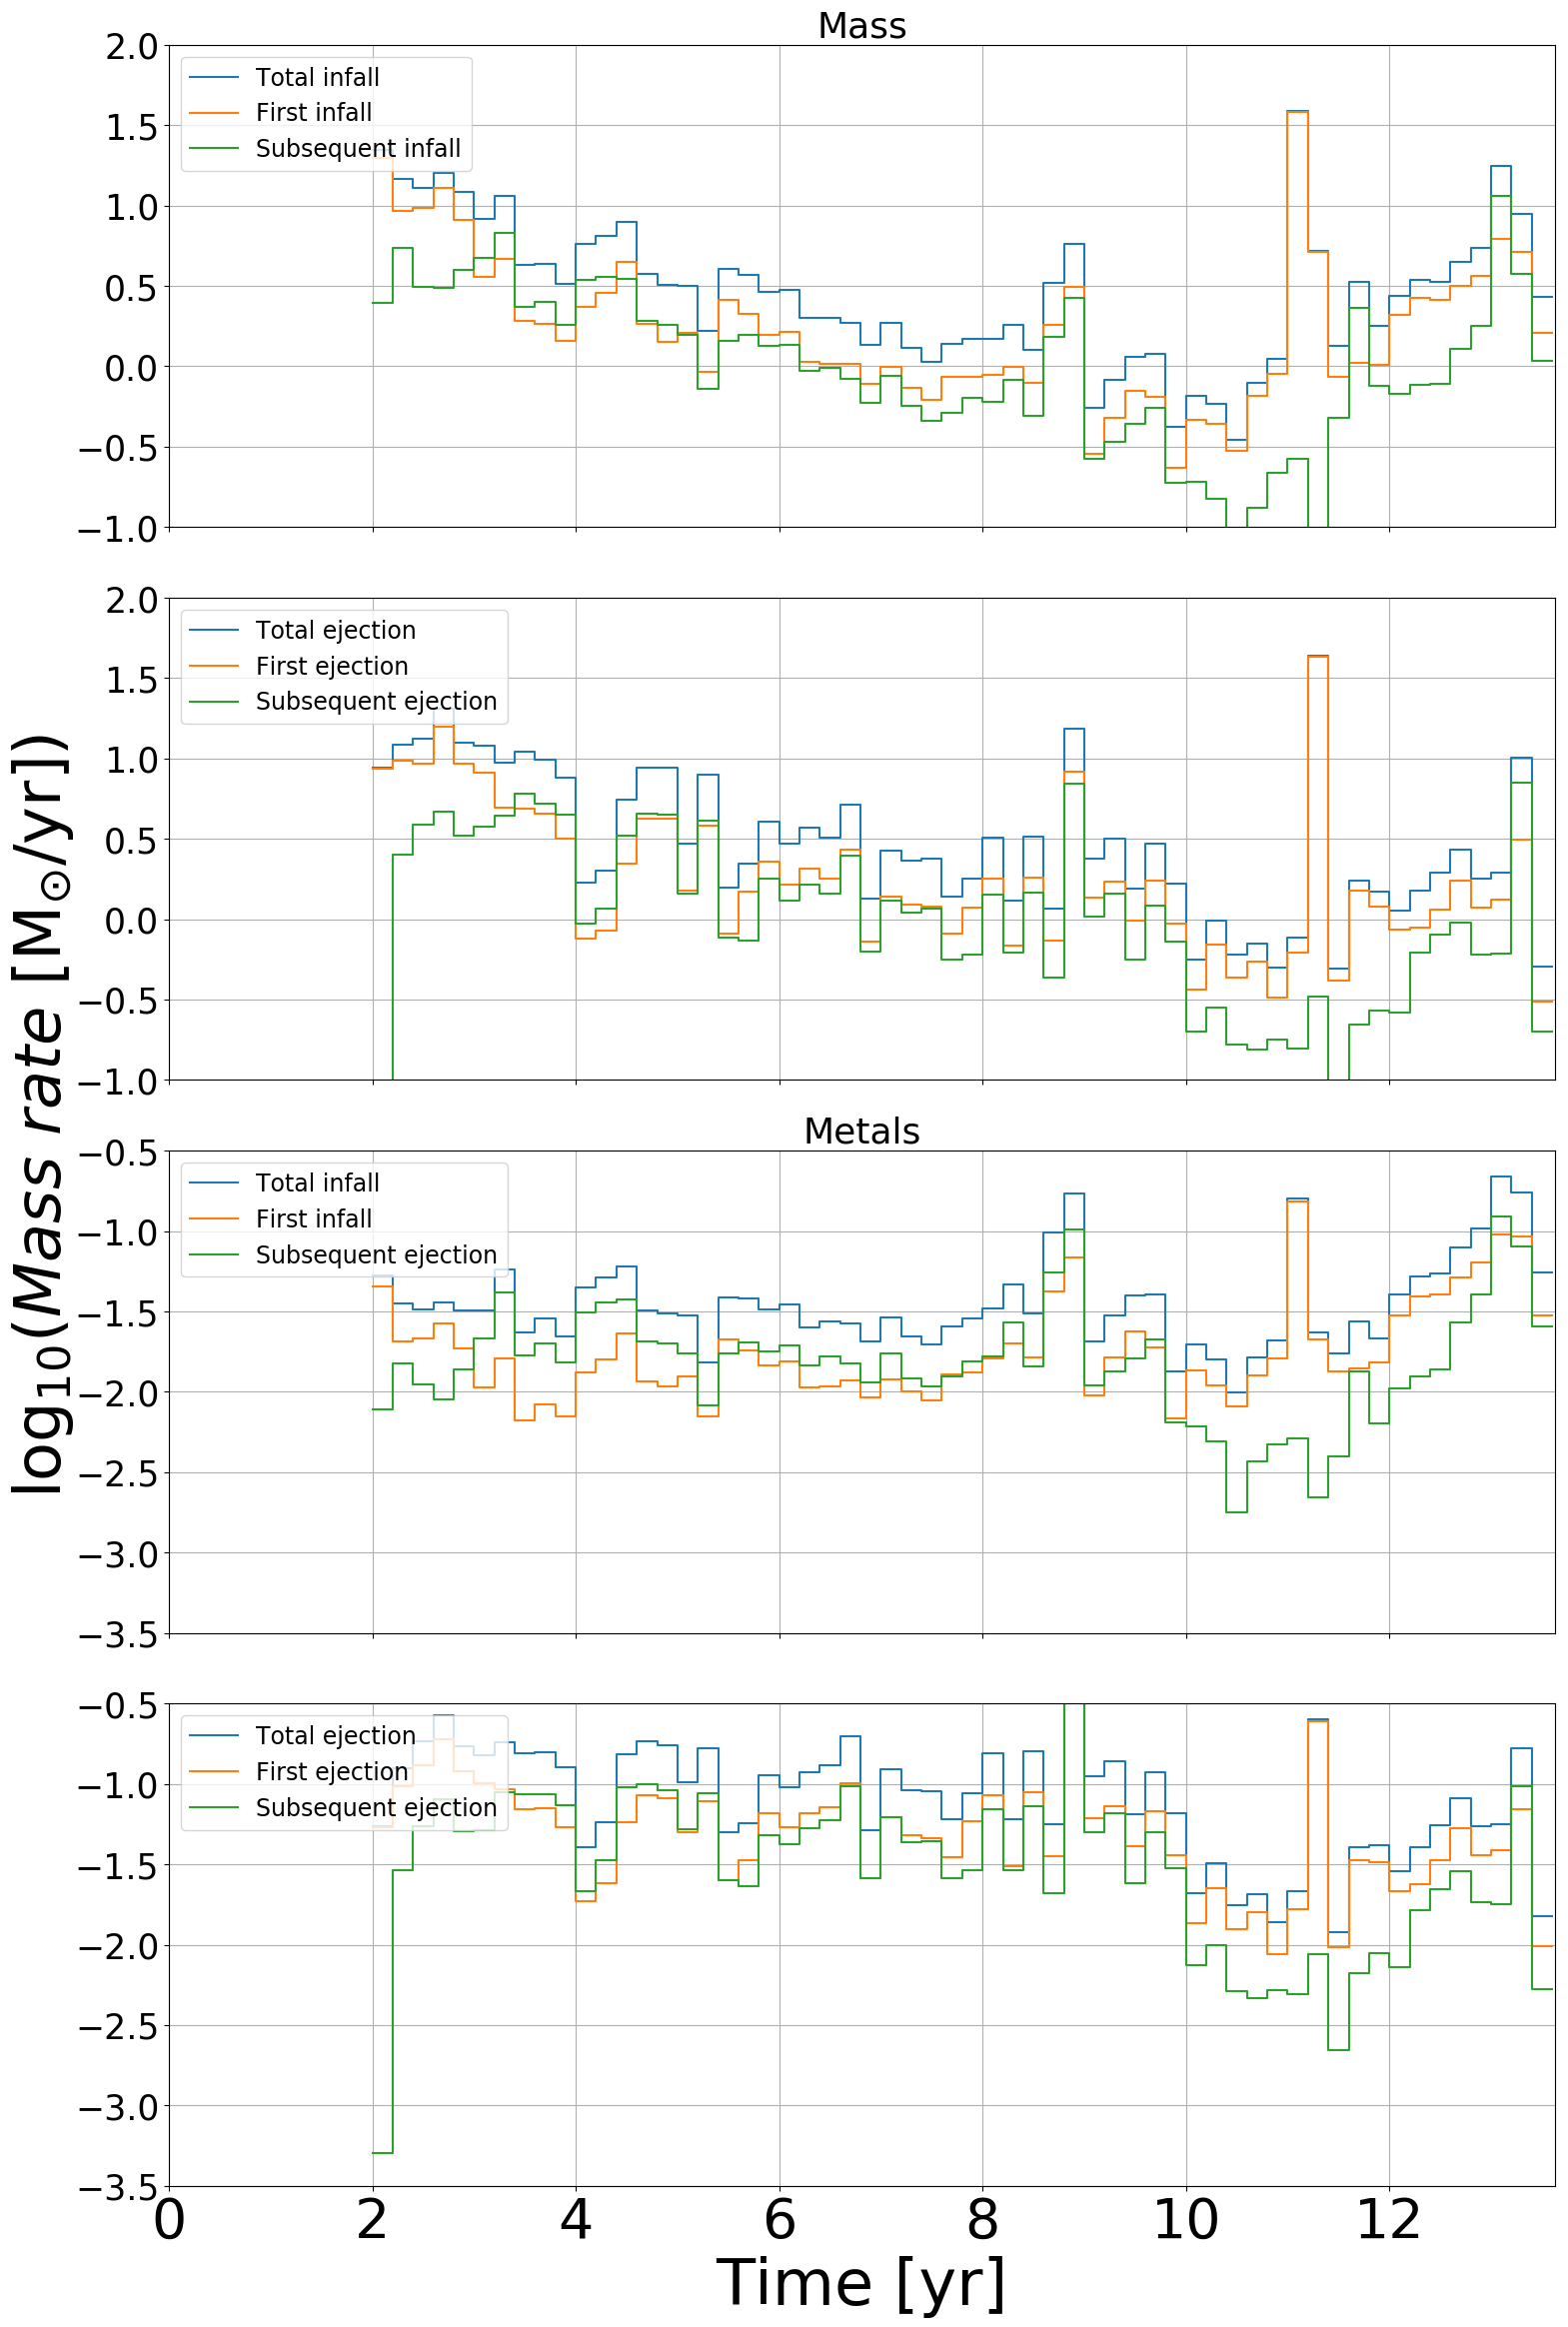 Mass
2.0
1.5
1.0
0.5
0.0
−0.5
−1.0
Total infall
First infall
Subsequent infall
2.0
1.5
1.0
0.5
0.0
−0.5
−1.0
Total ejection
First ejection
Subsequent ejection
log10(Mass rate [M⊙/yr])
Metals
−0.5
−1.0
−1.5
−2.0
−2.5
−3.0
−3.5
Total infall
First infall
Subsequent ejection
−0.5
−1.0
−1.5
−2.0
−2.5
−3.0
−3.5
Total ejection
First ejection
Subsequent ejection
0 2 4 6 8 10 12
Time [yr]